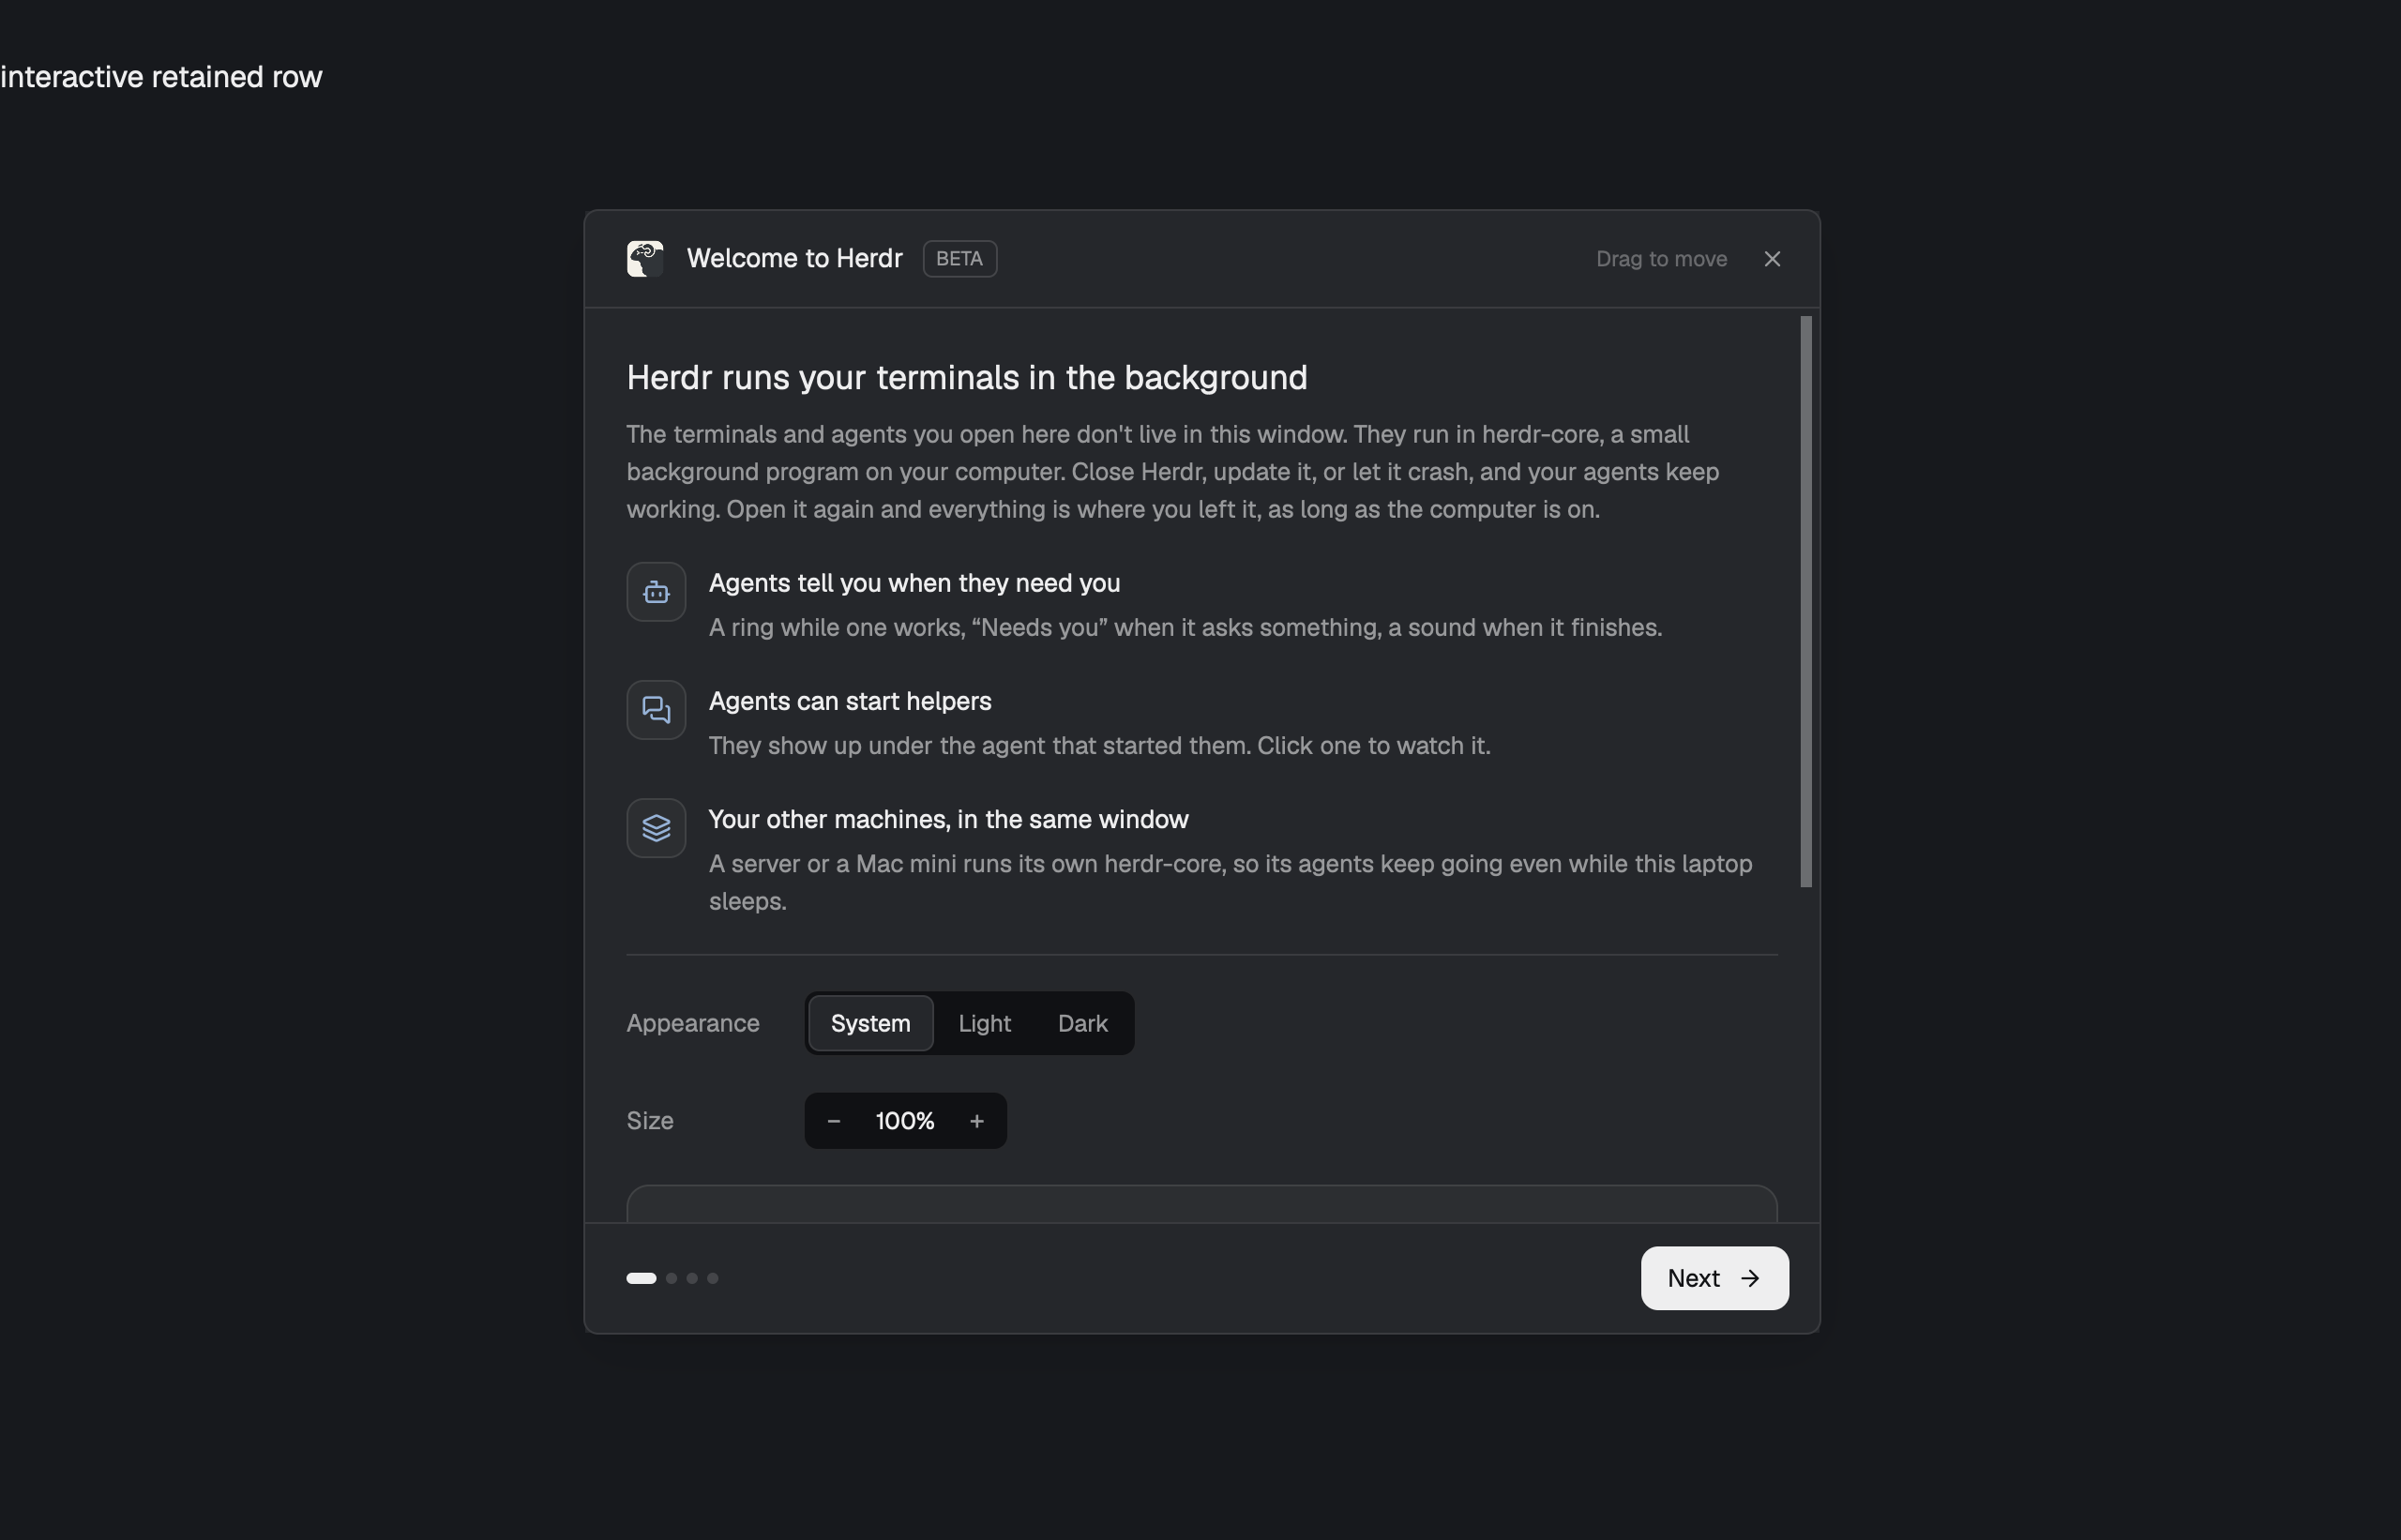 interactive retained row
Welcome to Herdr
BETA
Drag to move
Herdr runs your terminals in the background
The terminals and agents you open here don't live in this window. They run in herdr-core, a small
background program on your computer. Close Herdr, update it, or let it crash, and your agents keep
working. Open it again and everything is where you left it, as long as the computer is on.
Agents tell you when they need you
A ring while one works, “Needs you” when it asks something, a sound when it finishes.
Agents can start helpers
They show up under the agent that started them. Click one to watch it.
Your other machines, in the same window
A server or a Mac mini runs its own herdr-core, so its agents keep going even while this laptop
sleeps.
Appearance
System
Light
Dark
Size
− 100% +
Next →